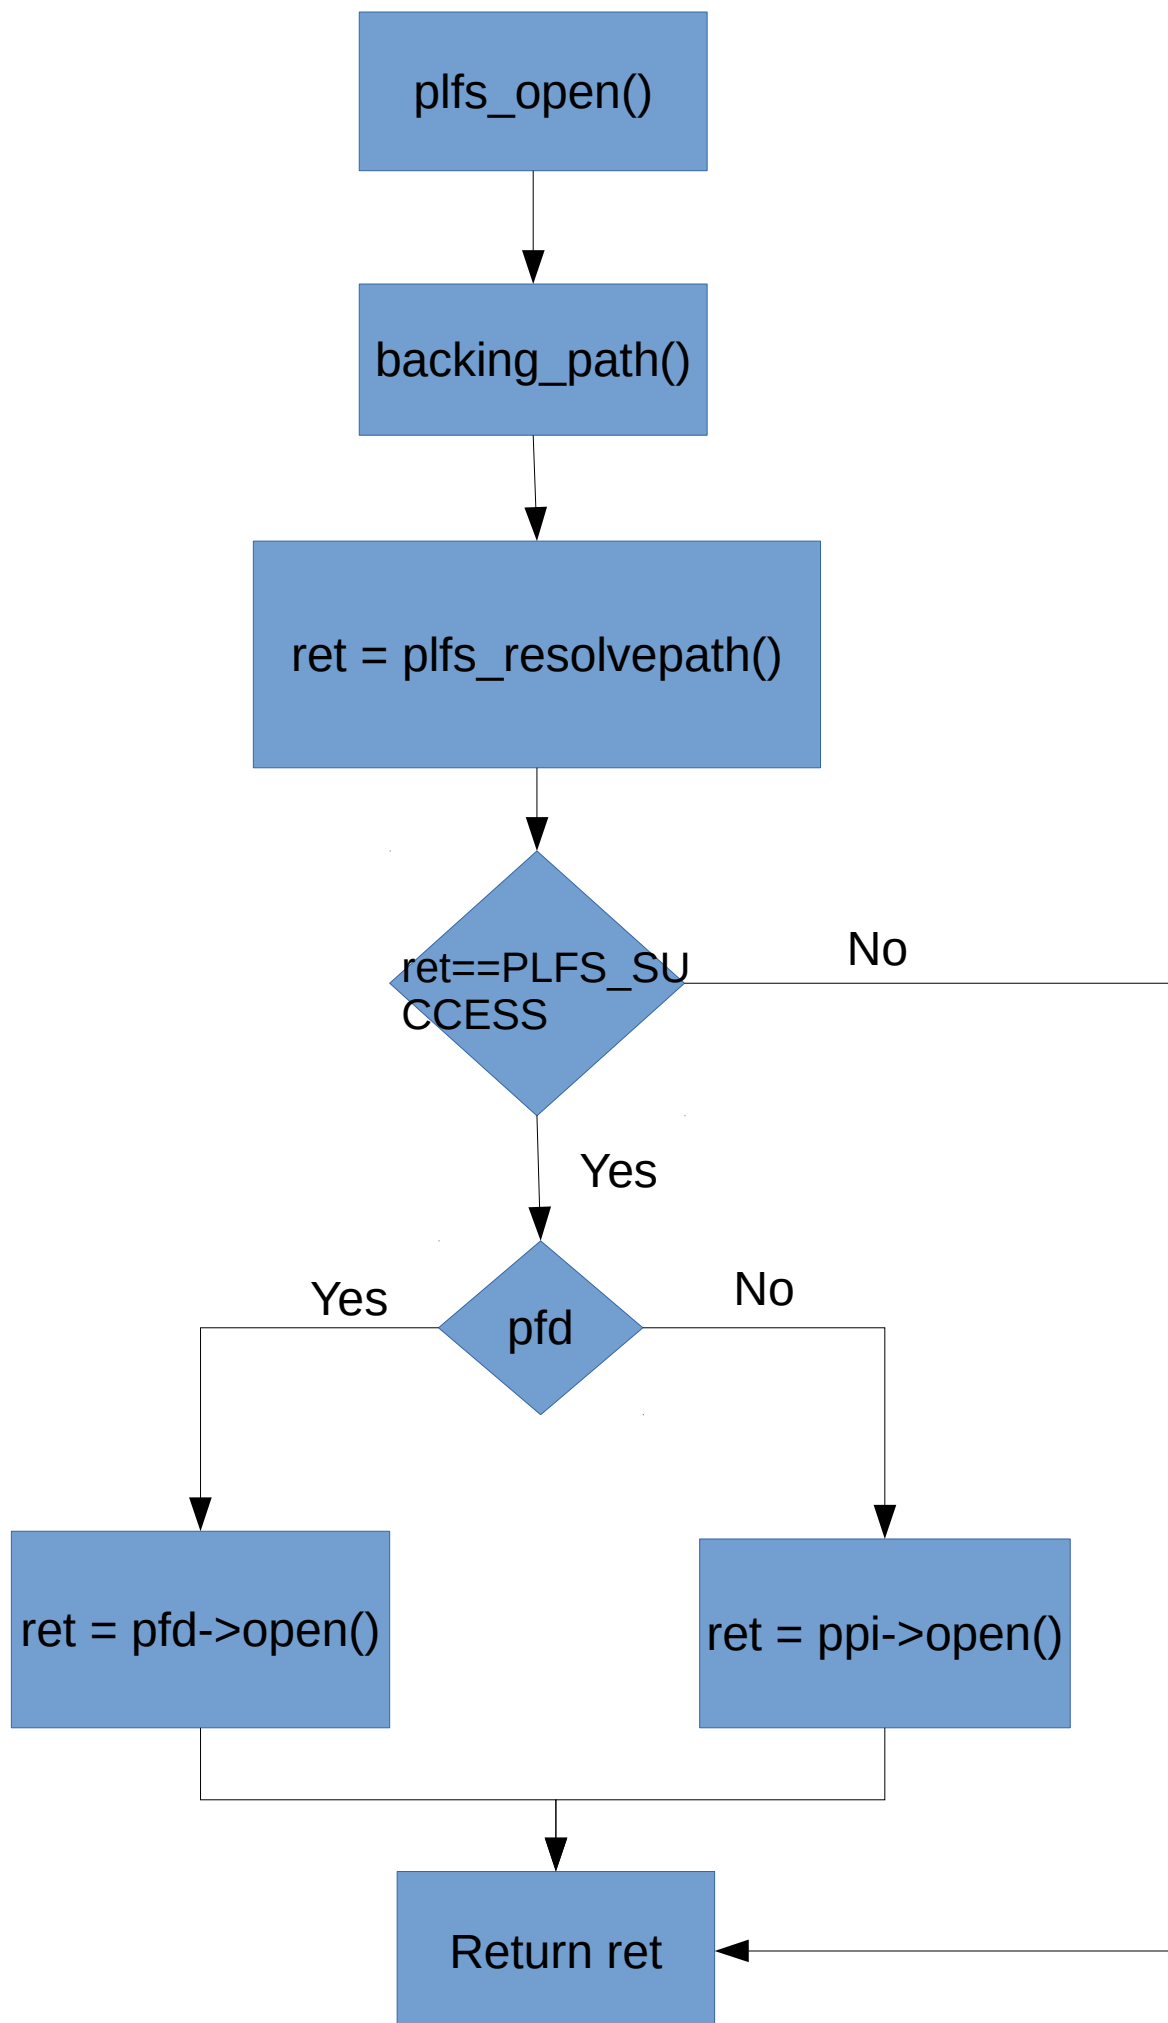 plfs_open()
backing_path()
ret = plfs_resolvepath()
ret==PLFS_SU
CCESS
No
Yes
Yes
No
pfd
ret = pfd->open()
ret = ppi->open()
Return ret